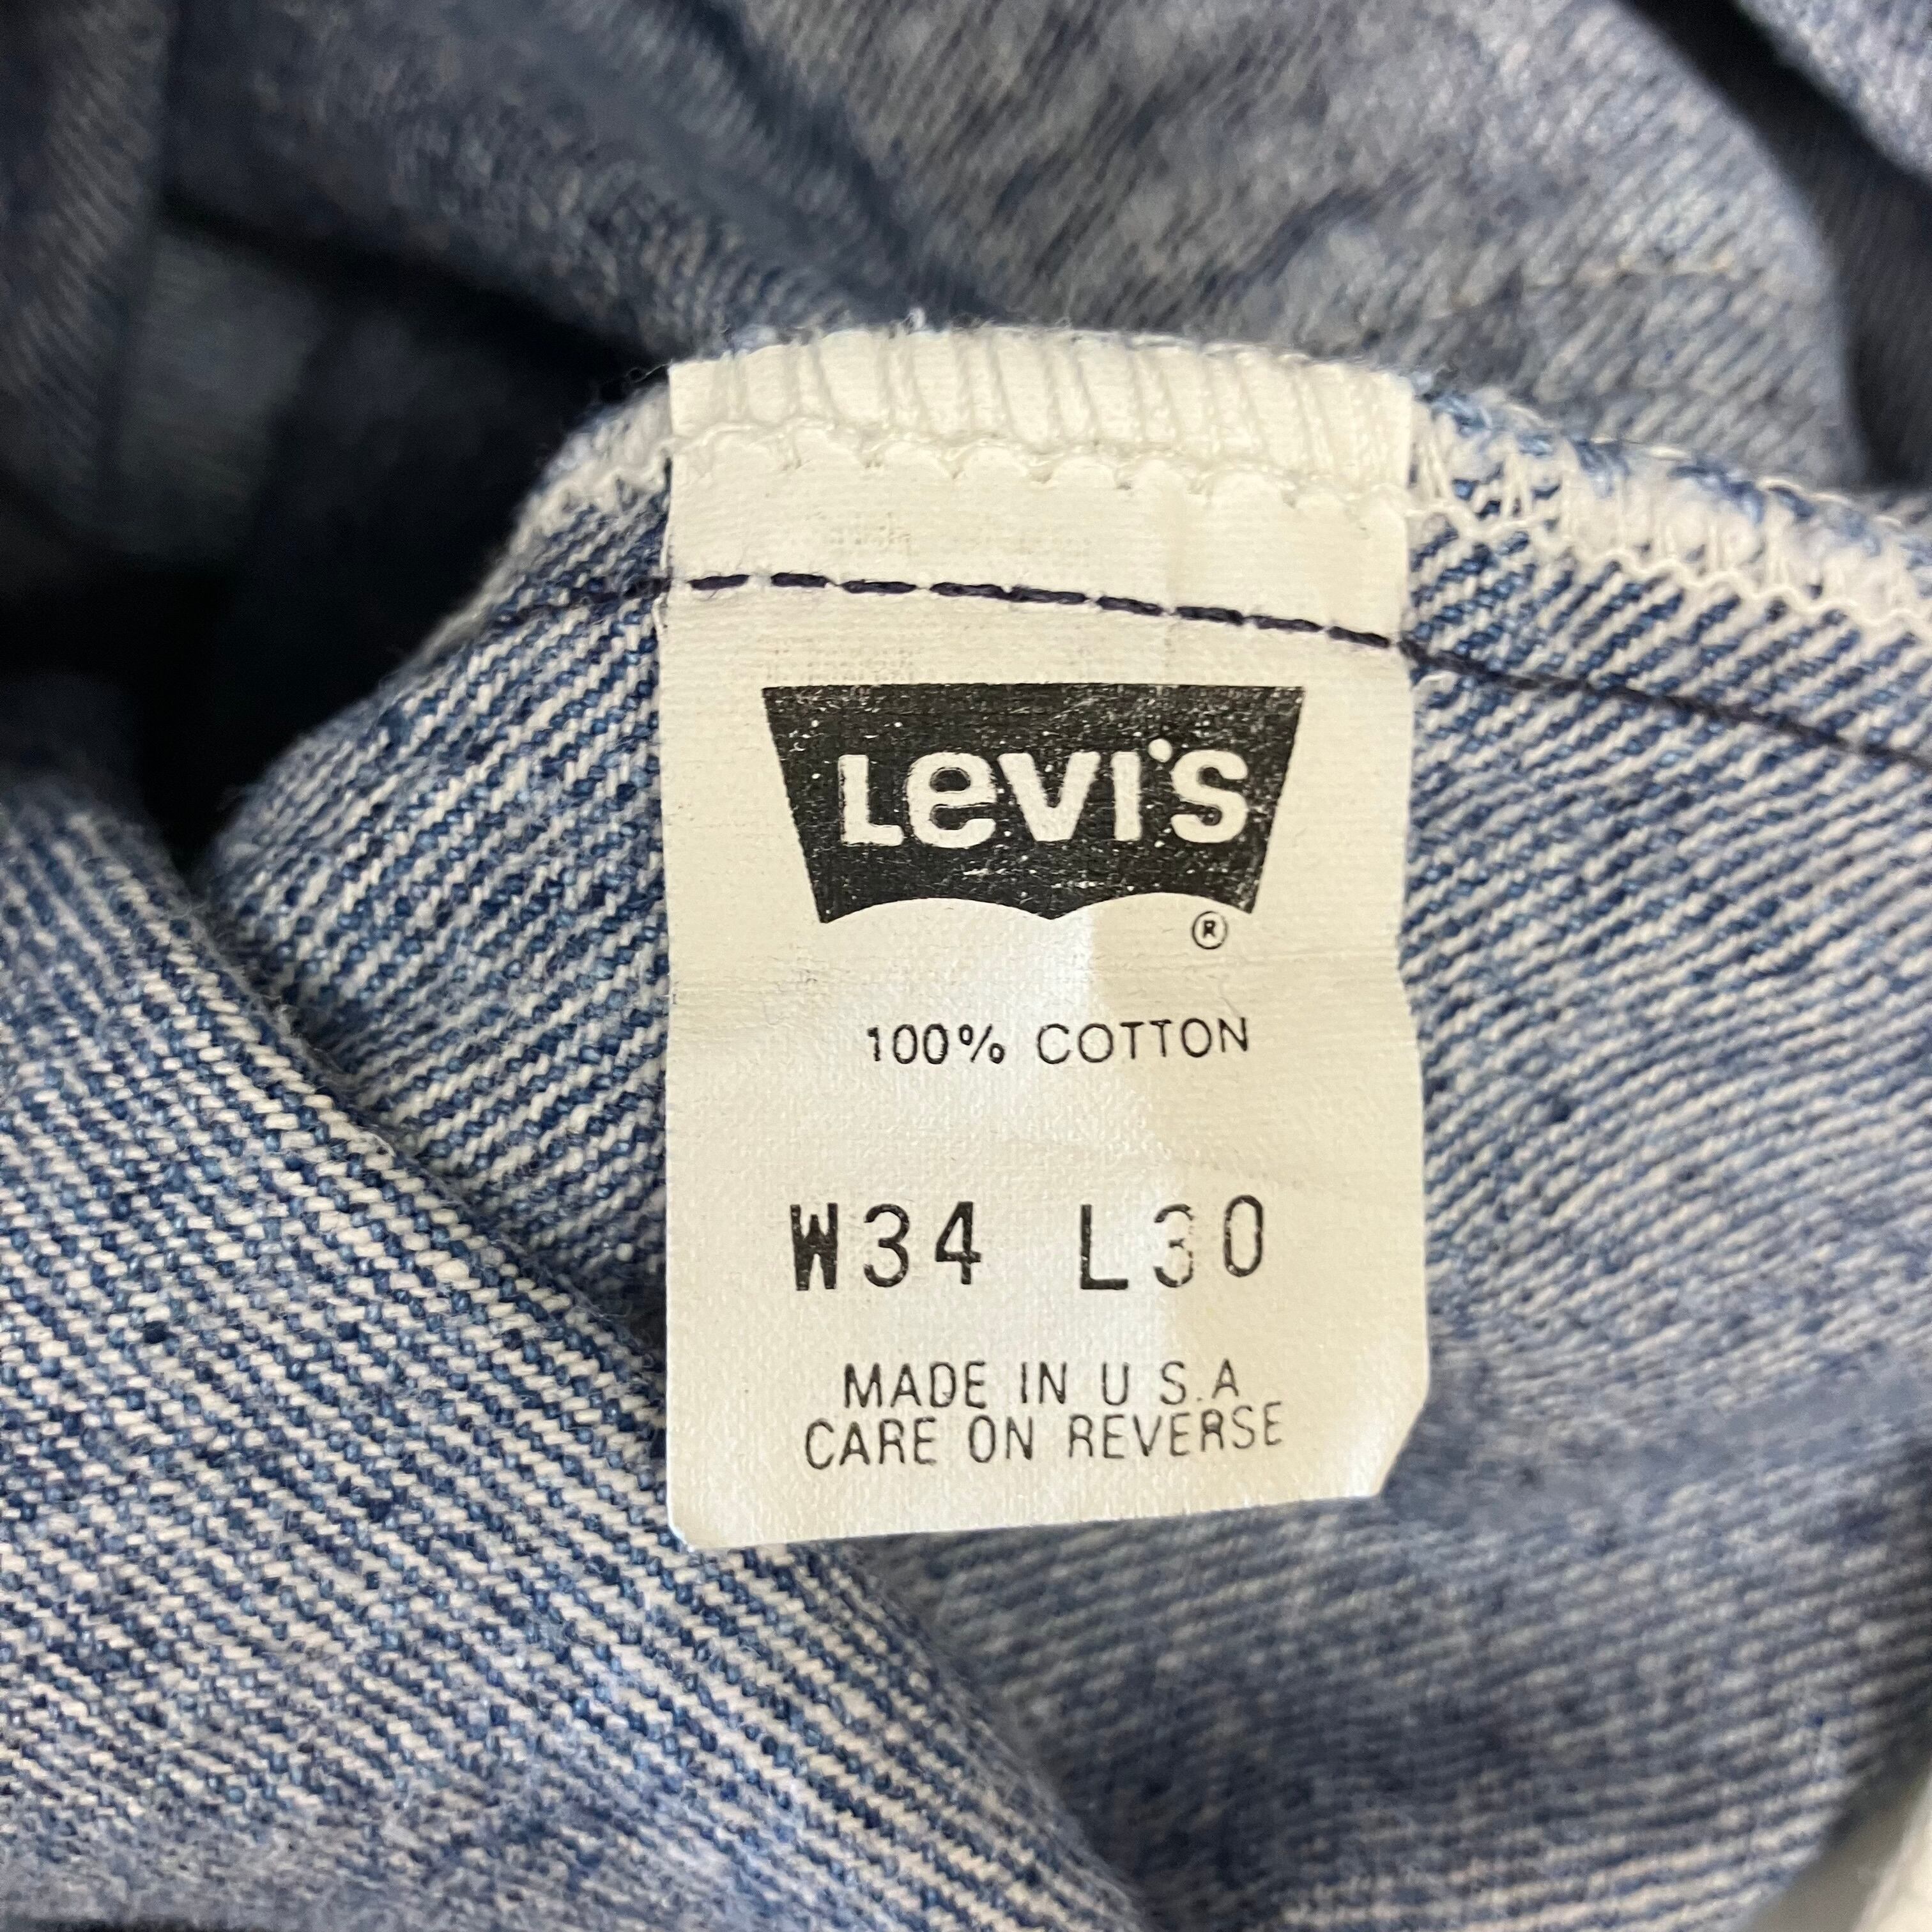 Levi's
®
100% COTTON
W34 L30
MADE IN U S.A
CARE ON REVERSE